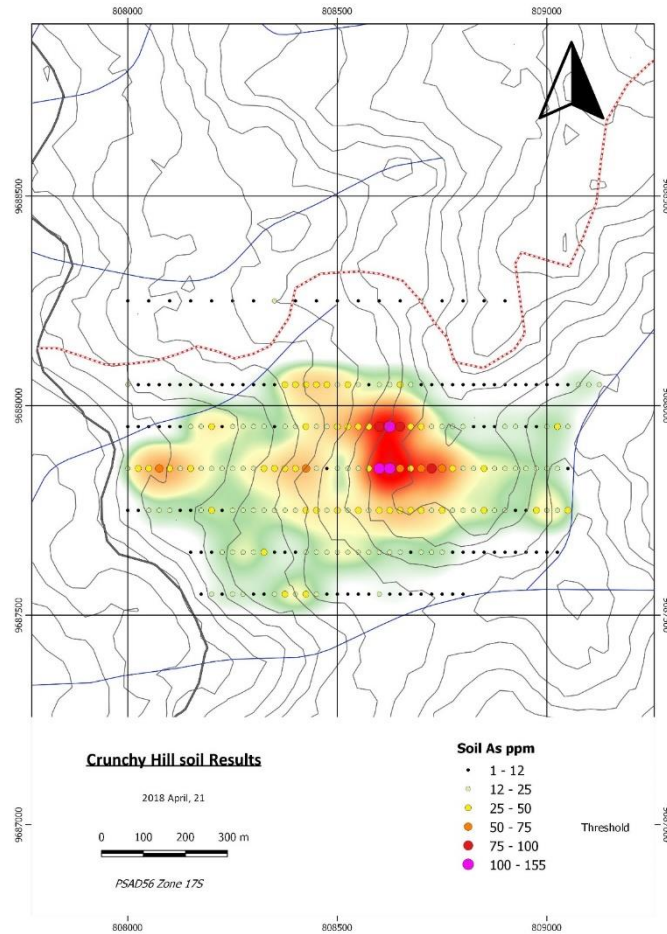 808000 808500 809000
9688500
9688000
9687500
9687000
Crunchy Hill soil Results
2018 April, 21
0 100 200 300 m
PSAD56 Zone 17S
Soil As ppm
1 - 12
12 - 25
25 - 50
50 - 75
75 - 100
100 - 155
Threshold
808000 808500 809000